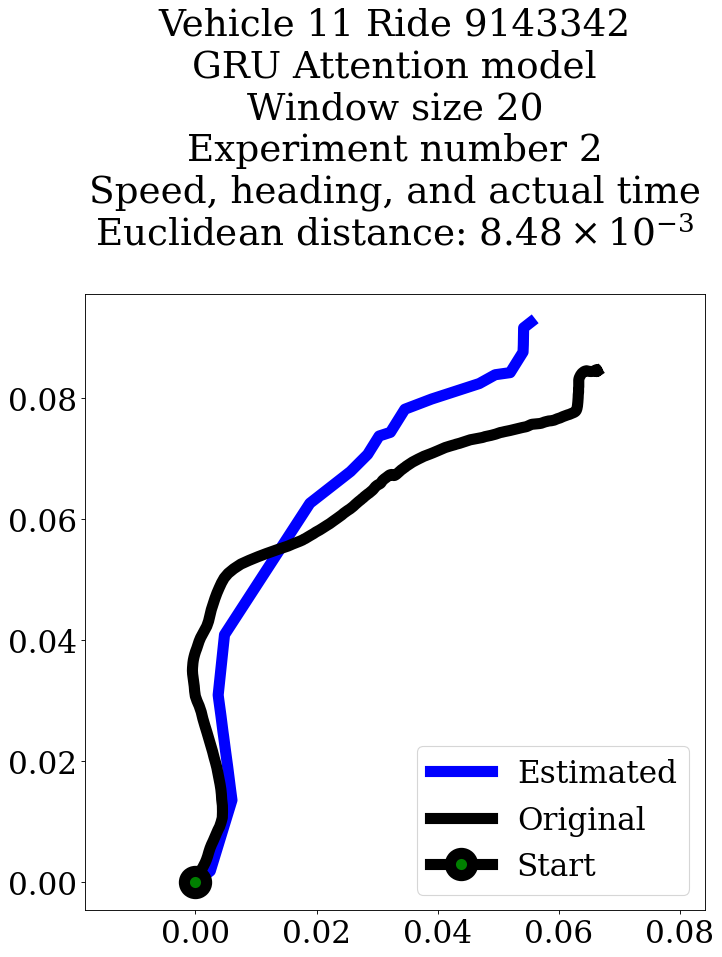 Vehicle 11 Ride 9143342
GRU Attention model
Window size 20
Experiment number 2
Speed, heading, and actual time
Euclidean distance: 8.48 × 10⁻³
0.08
0.06
0.04
0.02
0.00
Estimated
Original
Start
0.00 0.02 0.04 0.06 0.08